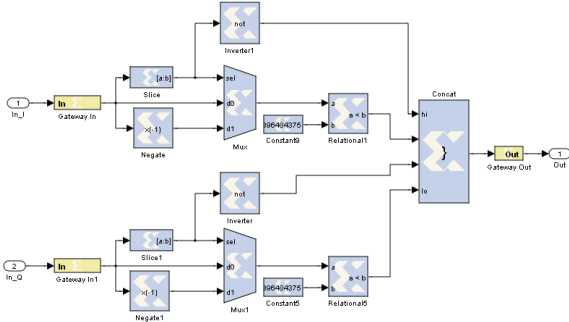 not
Inverter1
1
In_I
In
Gateway In
[a:b]
Slice
sel
d0
d1
Mux
x(-1)
Negate
396484375
Constant9
a
b
a < b
Relational1
Concat
hi
}
lo
Out
Gateway Out
1
Out
not
Inverter
2
In_Q
In
Gateway In1
[a:b]
Slice1
sel
d0
d1
Mux1
x(-1)
Negate1
396484375
Constant5
a
b
a < b
Relational5